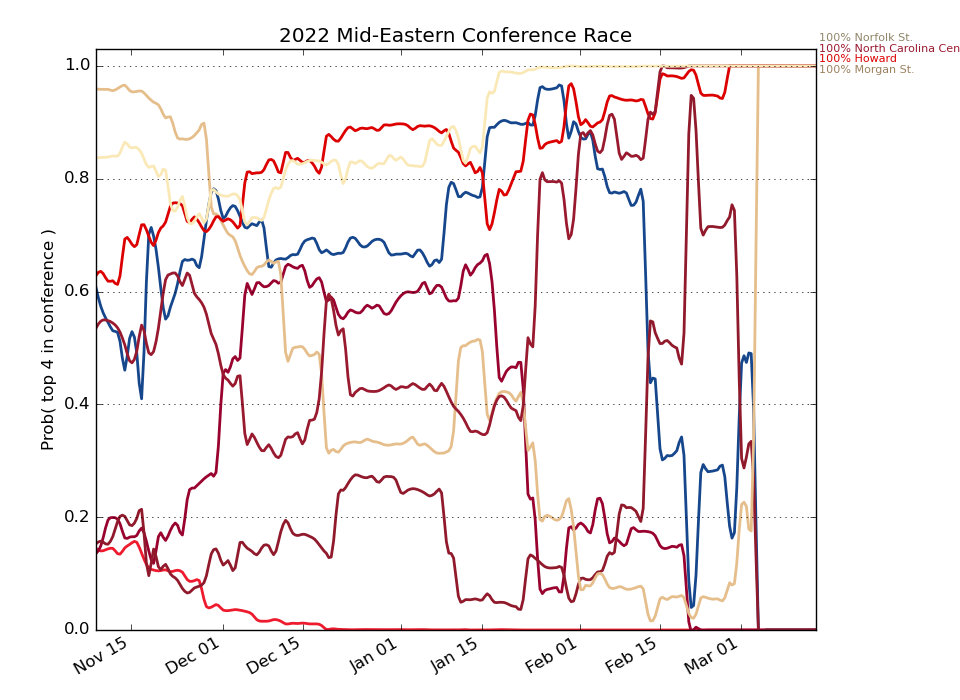 2022 Mid-Eastern Conference Race
100% Norfolk St.
100% North Carolina Cen
100% Howard
100% Morgan St.
Prob( top 4 in conference )
1.0
0.8
0.6
0.4
0.2
0.0
Nov 15
Dec 01
Dec 15
Jan 01
Jan 15
Feb 01
Feb 15
Mar 01